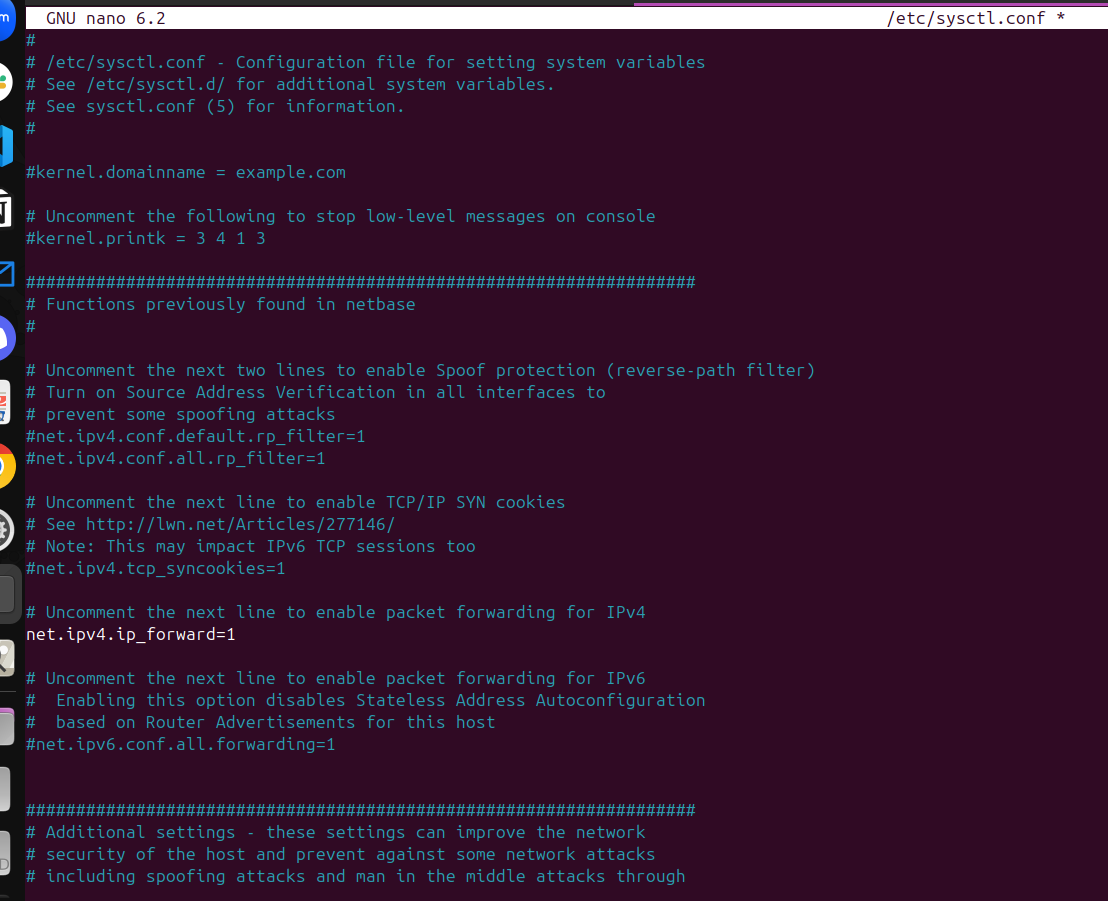 GNU nano 6.2 /etc/sysctl.conf *
#
# /etc/sysctl.conf - Configuration file for setting system variables
# See /etc/sysctl.d/ for additional system variables.
# See sysctl.conf (5) for information.
#
#kernel.domainname = example.com
# Uncomment the following to stop low-level messages on console
#kernel.printk = 3 4 1 3
###################################################################
# Functions previously found in netbase
#
# Uncomment the next two lines to enable Spoof protection (reverse-path filter)
# Turn on Source Address Verification in all interfaces to
# prevent some spoofing attacks
#net.ipv4.conf.default.rp_filter=1
#net.ipv4.conf.all.rp_filter=1
# Uncomment the next line to enable TCP/IP SYN cookies
# See http://lwn.net/Articles/277146/
# Note: This may impact IPv6 TCP sessions too
#net.ipv4.tcp_syncookies=1
# Uncomment the next line to enable packet forwarding for IPv4
net.ipv4.ip_forward=1
# Uncomment the next line to enable packet forwarding for IPv6
#  Enabling this option disables Stateless Address Autoconfiguration
#  based on Router Advertisements for this host
#net.ipv6.conf.all.forwarding=1
###################################################################
# Additional settings - these settings can improve the network
# security of the host and prevent against some network attacks
# including spoofing attacks and man in the middle attacks through